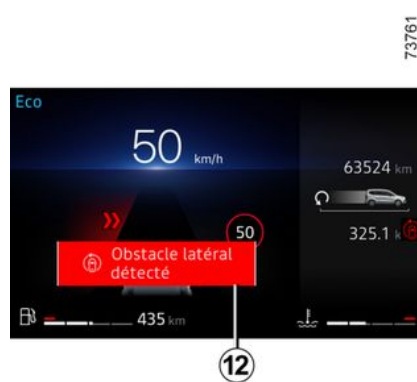 73761
Eco
50 km/h
63524 km
50
325.1 k
Obstacle latéral
détecté
435 km
12